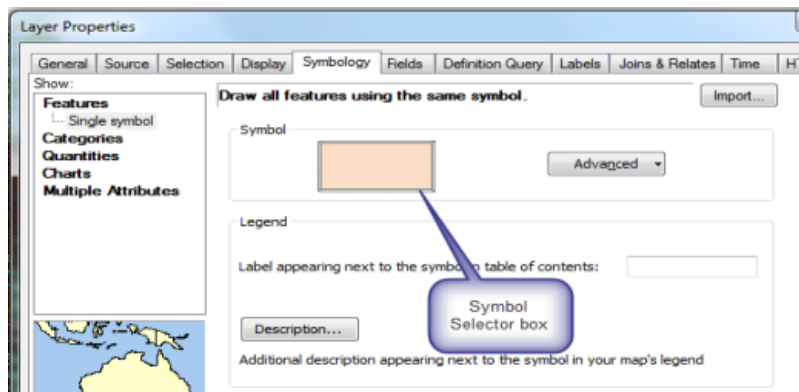 Layer Properties
General Source Selection Display Symbology Fields Definition Query Labels Joins & Relates Time
Show:
Features
Single symbol
Categories
Quantities
Charts
Multiple Attributes
Draw all features using the same symbol.
Import...
Symbol
Advanced
Legend
Label appearing next to the symbol in table of contents:
Symbol
Selector box
Description...
Additional description appearing next to the symbol in your map's legend